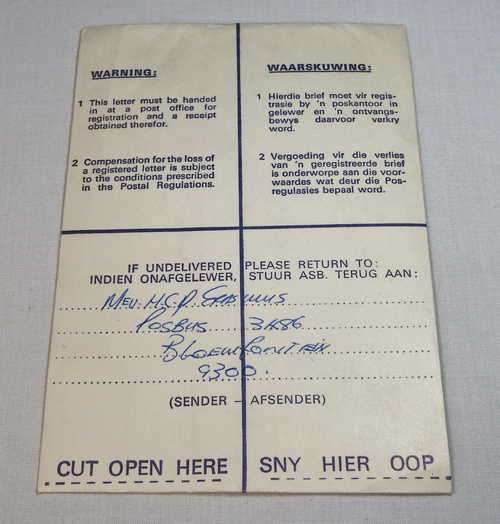 WARNING:
1 This letter must be handed
in at a post office for
registration and a receipt
obtained therefor.
2 Compensation for the loss of
a registered letter is subject
to the conditions prescribed
in the Postal Regulations.
WAARSKUWING:
1 Hierdie brief moet vir regis-
trasie by 'n poskantoor in
gelewer en 'n ontvangs-
bewys daarvoor verkry
word.
2 Vergoeding vir die verlies
van 'n geregistreerde brief
is onderworpe aan die voor-
waardes wat deur die Pos-
regulasies bepaal word.
IF UNDELIVERED PLEASE RETURN TO:
INDIEN ONAFGELEWER, STUUR ASB. TERUG AAN:
Mev. H.C.D. Erasmus
Posbus 3486
Bloemfontein
9300.
(SENDER – AFSENDER)
CUT OPEN HERE SNY HIER OOP